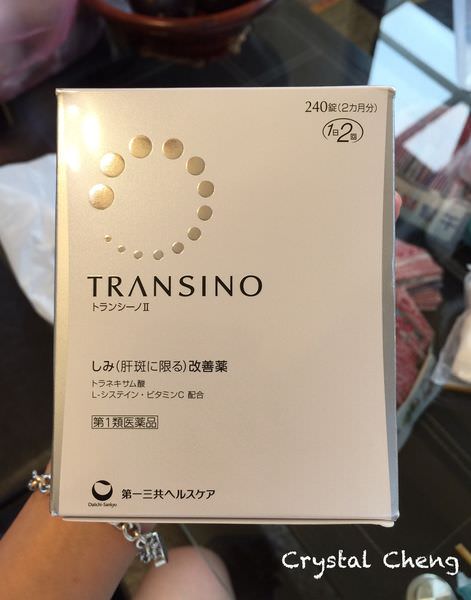 240錠(2カ月分)
1日2回
TRANSINO
トランシーノⅡ
しみ(肝斑に限る)改善薬
トラネキサム酸
L-システイン・ビタミンC 配合
第1類医薬品
Daiichi-Sankyo
第一三共ヘルスケア
Crystal Cheng